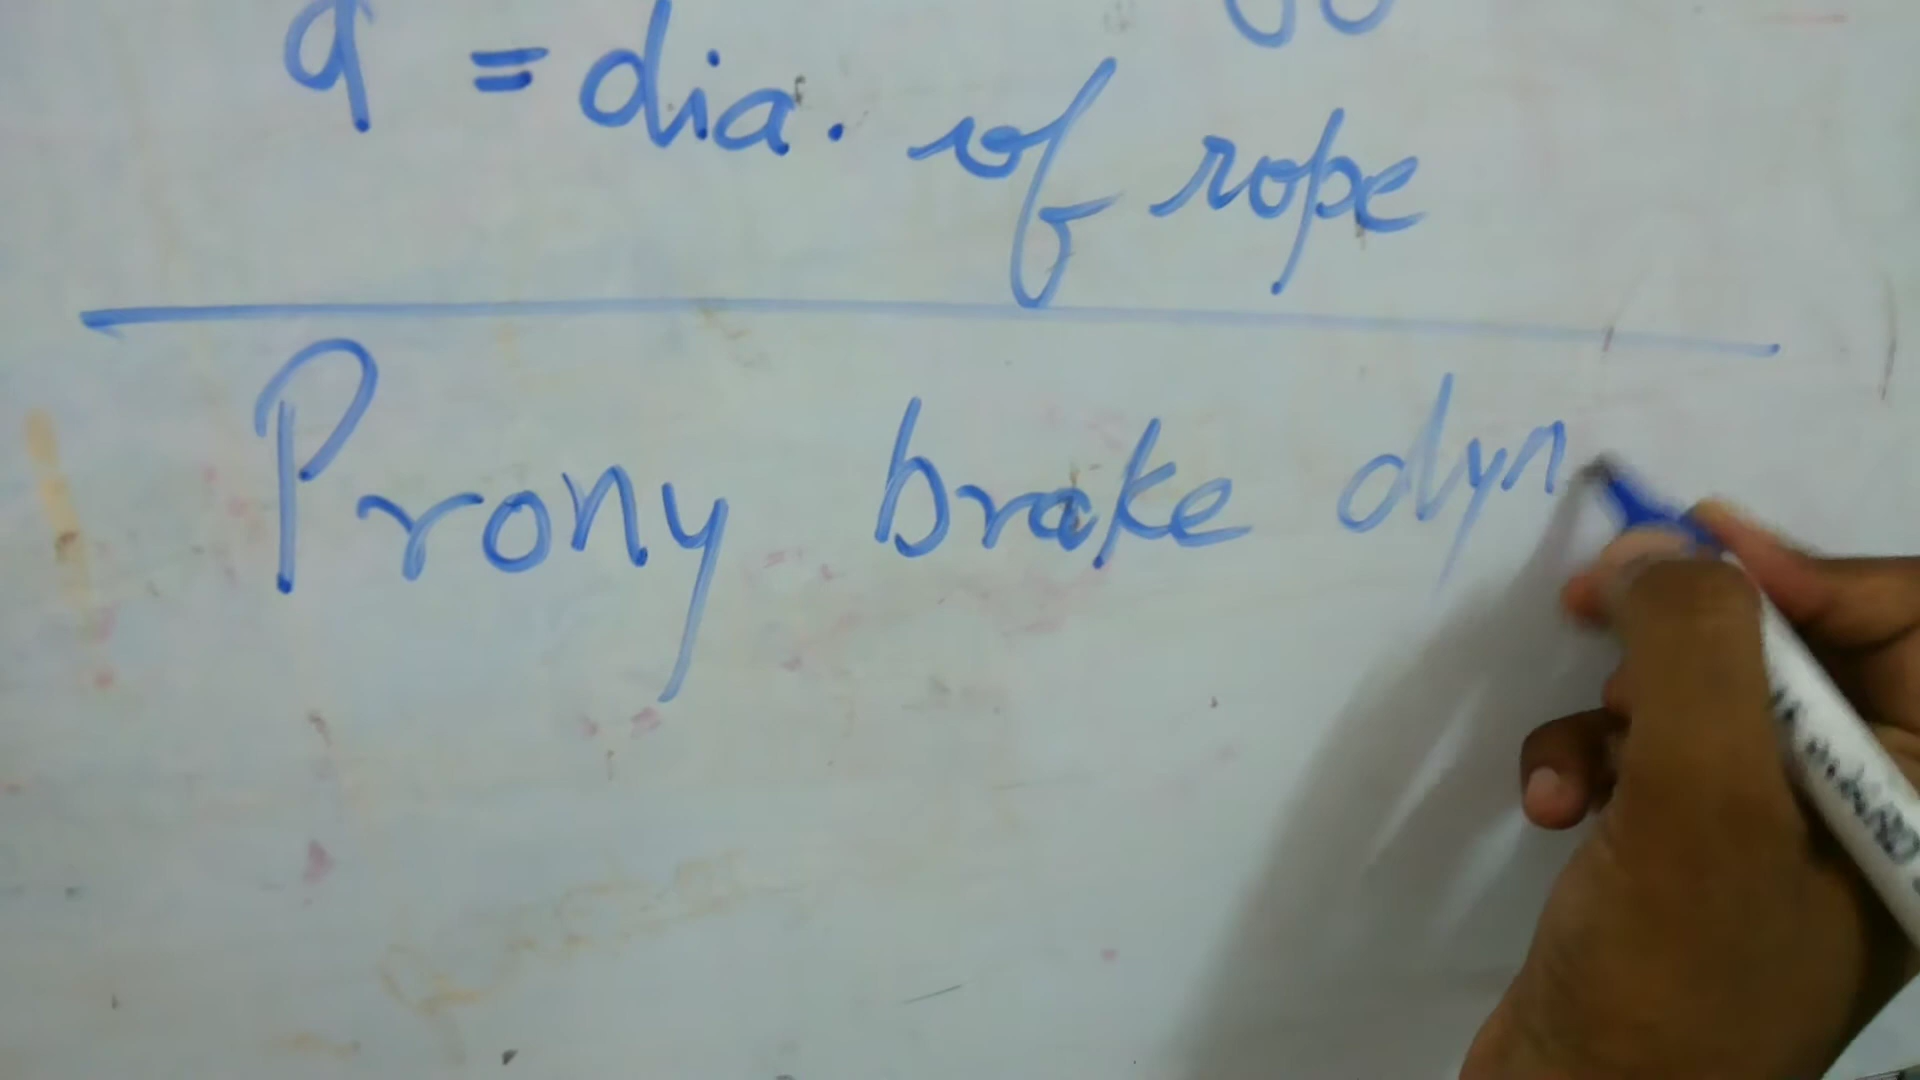 d = dia. of rope
Prony brake dyn